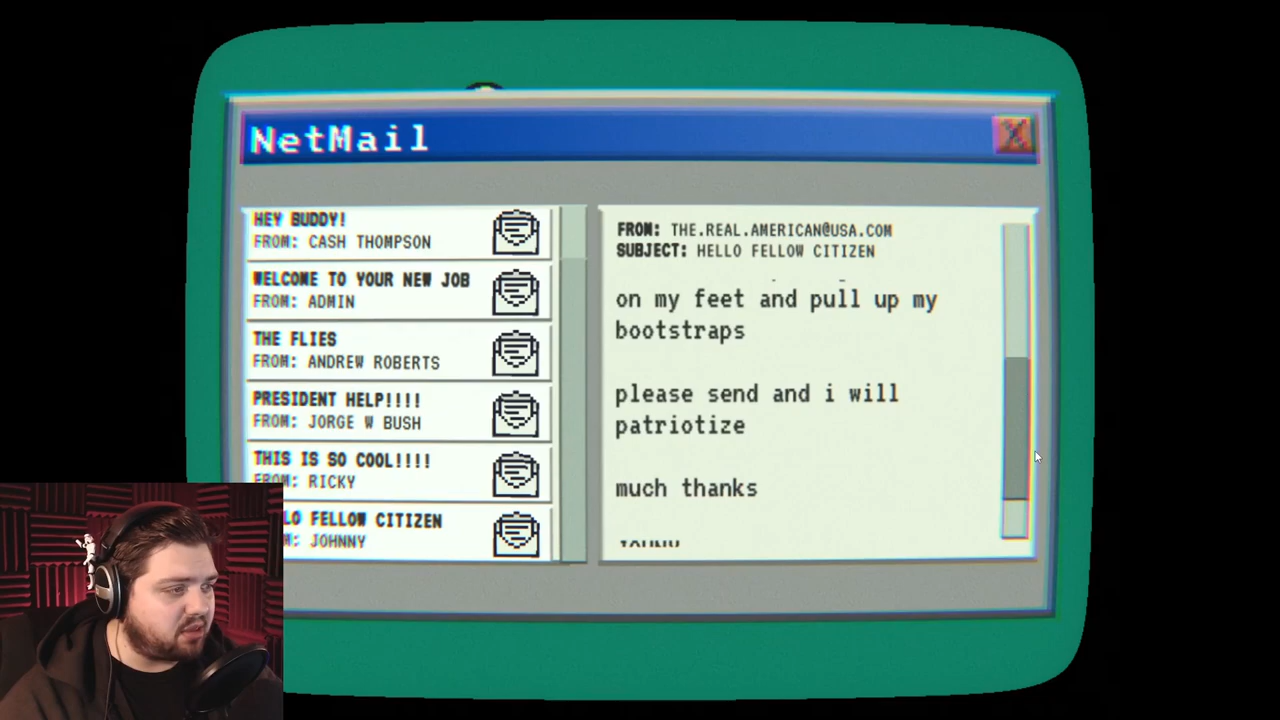 NetMail
HEY BUDDY!
FROM: CASH THOMPSON
WELCOME TO YOUR NEW JOB
FROM: ADMIN
THE FLIES
FROM: ANDREW ROBERTS
PRESIDENT HELP!!!!
FROM: JORGE W BUSH
THIS IS SO COOL!!!!
FROM: RICKY
LO FELLOW CITIZEN
M: JOHNNY
FROM: THE.REAL.AMERICAN@USA.COM
SUBJECT: HELLO FELLOW CITIZEN
on my feet and pull up my
bootstraps
please send and i will
patriotize
much thanks